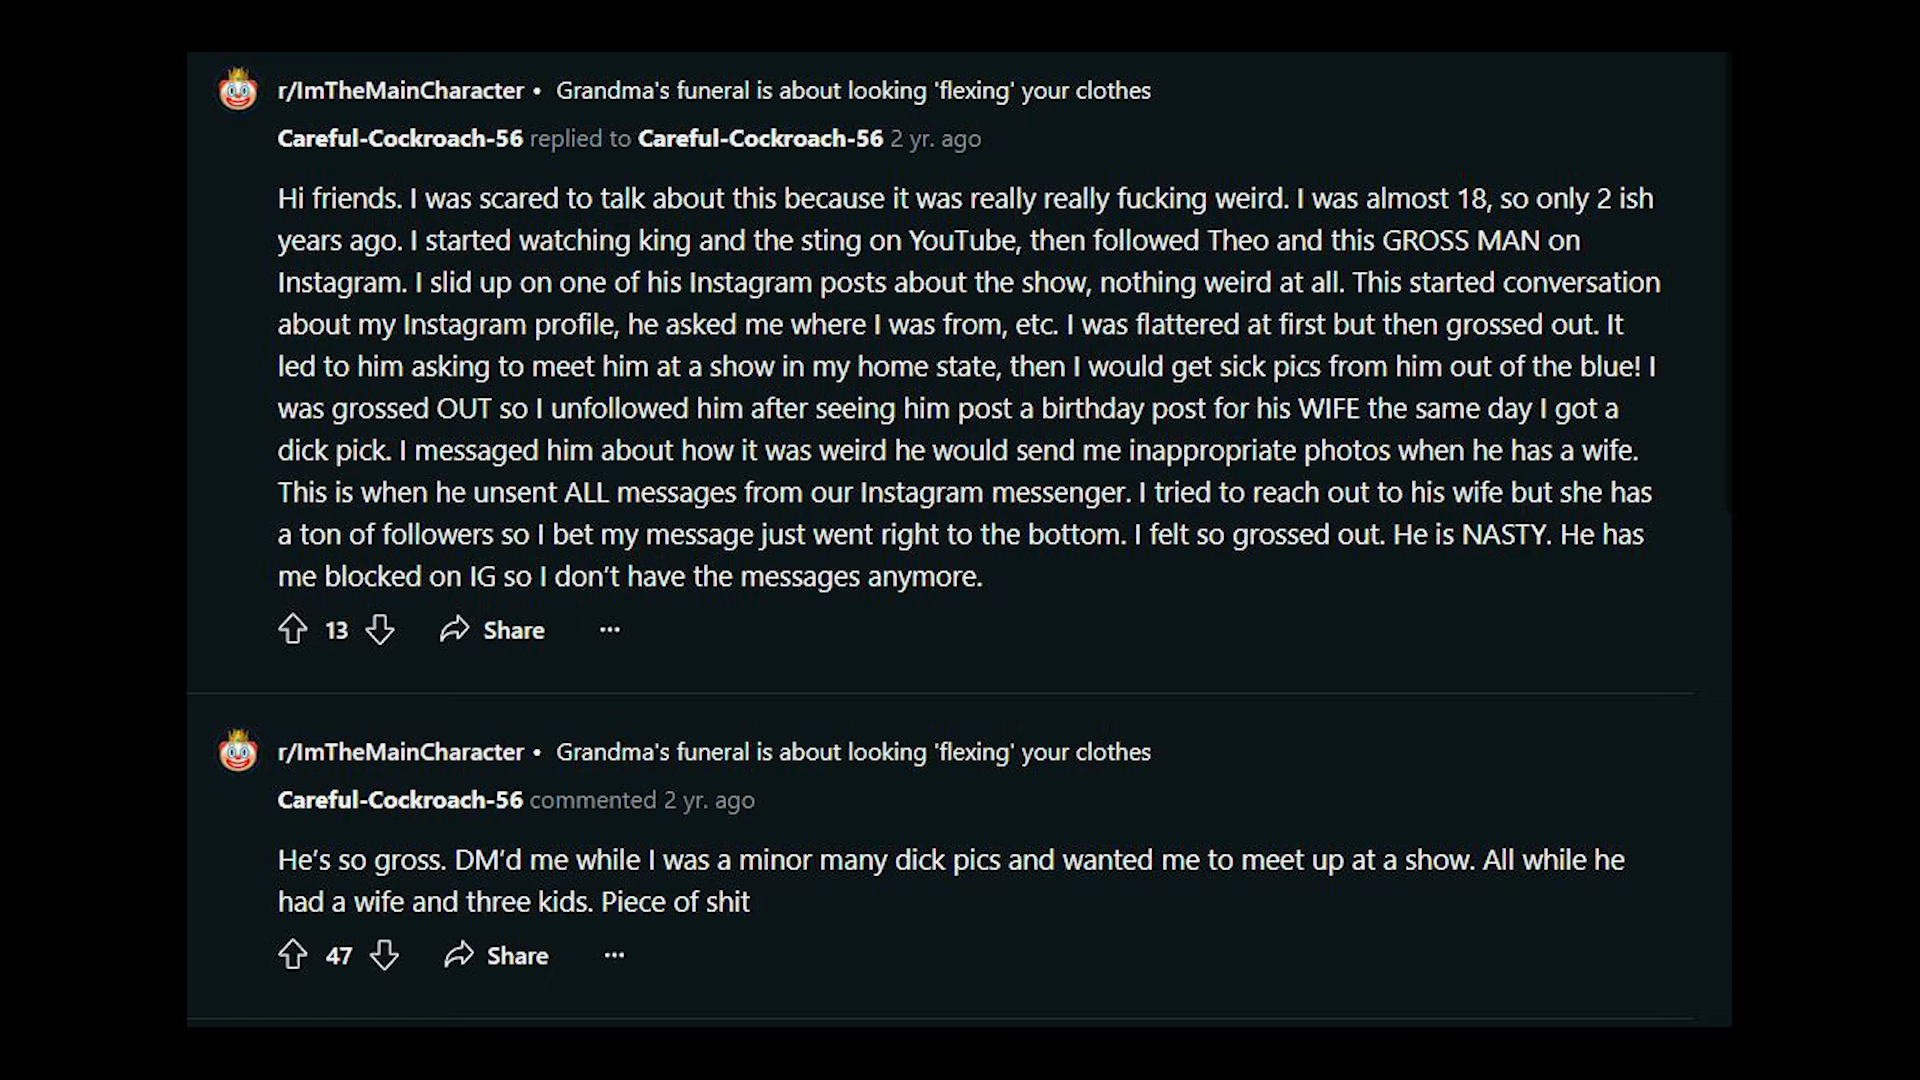 r/ImTheMainCharacter • Grandma's funeral is about looking 'flexing' your clothes
Careful-Cockroach-56 replied to Careful-Cockroach-56 2 yr. ago
Hi friends. I was scared to talk about this because it was really really fucking weird. I was almost 18, so only 2 ish
years ago. I started watching king and the sting on YouTube, then followed Theo and this GROSS MAN on
Instagram. I slid up on one of his Instagram posts about the show, nothing weird at all. This started conversation
about my Instagram profile, he asked me where I was from, etc. I was flattered at first but then grossed out. It
led to him asking to meet him at a show in my home state, then I would get sick pics from him out of the blue! I
was grossed OUT so I unfollowed him after seeing him post a birthday post for his WIFE the same day I got a
dick pick. I messaged him about how it was weird he would send me inappropriate photos when he has a wife.
This is when he unsent ALL messages from our Instagram messenger. I tried to reach out to his wife but she has
a ton of followers so I bet my message just went right to the bottom. I felt so grossed out. He is NASTY. He has
me blocked on IG so I don’t have the messages anymore.
13 Share ...
r/ImTheMainCharacter • Grandma's funeral is about looking 'flexing' your clothes
Careful-Cockroach-56 commented 2 yr. ago
He’s so gross. DM’d me while I was a minor many dick pics and wanted me to meet up at a show. All while he
had a wife and three kids. Piece of shit
47 Share ...